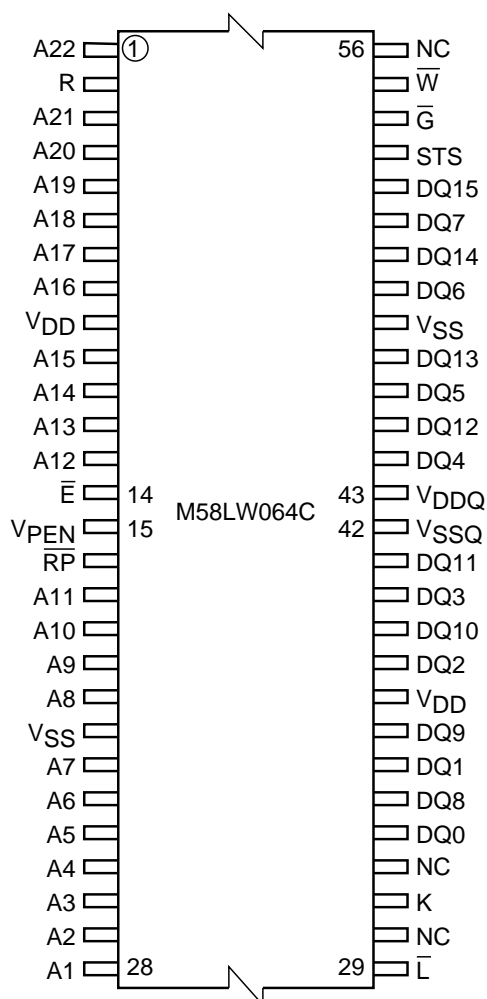 A22 ① 56 NC
R W̅
A21 G̅
A20 STS
A19 DQ15
A18 DQ7
A17 DQ14
A16 DQ6
VDD VSS
A15 DQ13
A14 DQ5
A13 DQ12
A12 DQ4
E̅ 14 43 VDDQ
M58LW064C
VPEN 15 42 VSSQ
R̅P̅ DQ11
A11 DQ3
A10 DQ10
A9 DQ2
A8 VDD
VSS DQ9
A7 DQ1
A6 DQ8
A5 DQ0
A4 NC
A3 K
A2 NC
A1 28 29 L̅